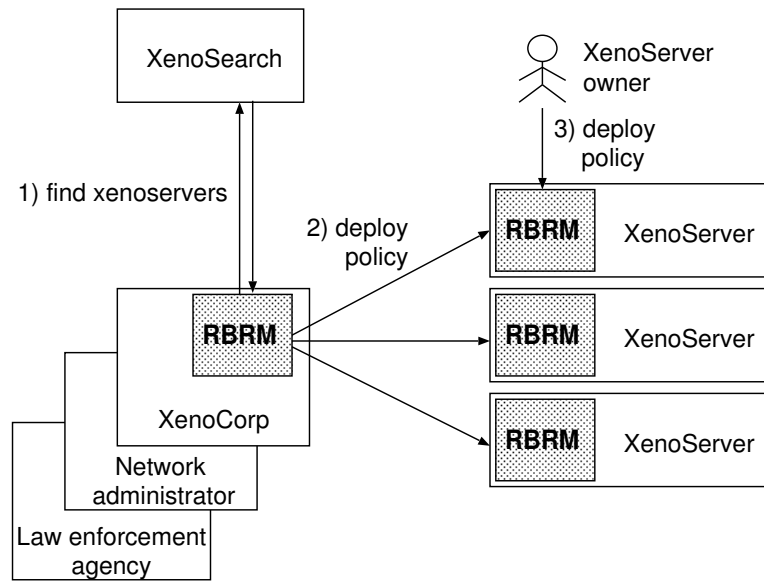 XenoSearch
XenoServer
owner
3) deploy
policy
1) find xenoservers
2) deploy
policy
RBRM
XenoServer
RBRM
XenoServer
RBRM
XenoServer
RBRM
XenoCorp
Network
administrator
Law enforcement
agency